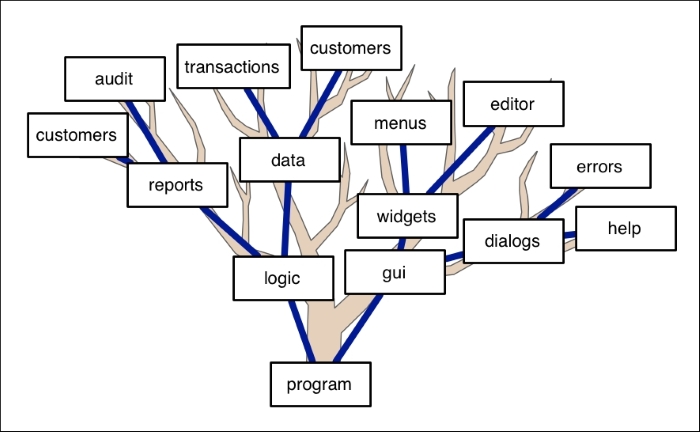 customers
transactions
audit
editor
menus
customers
data
errors
reports
widgets
help
dialogs
logic
gui
program